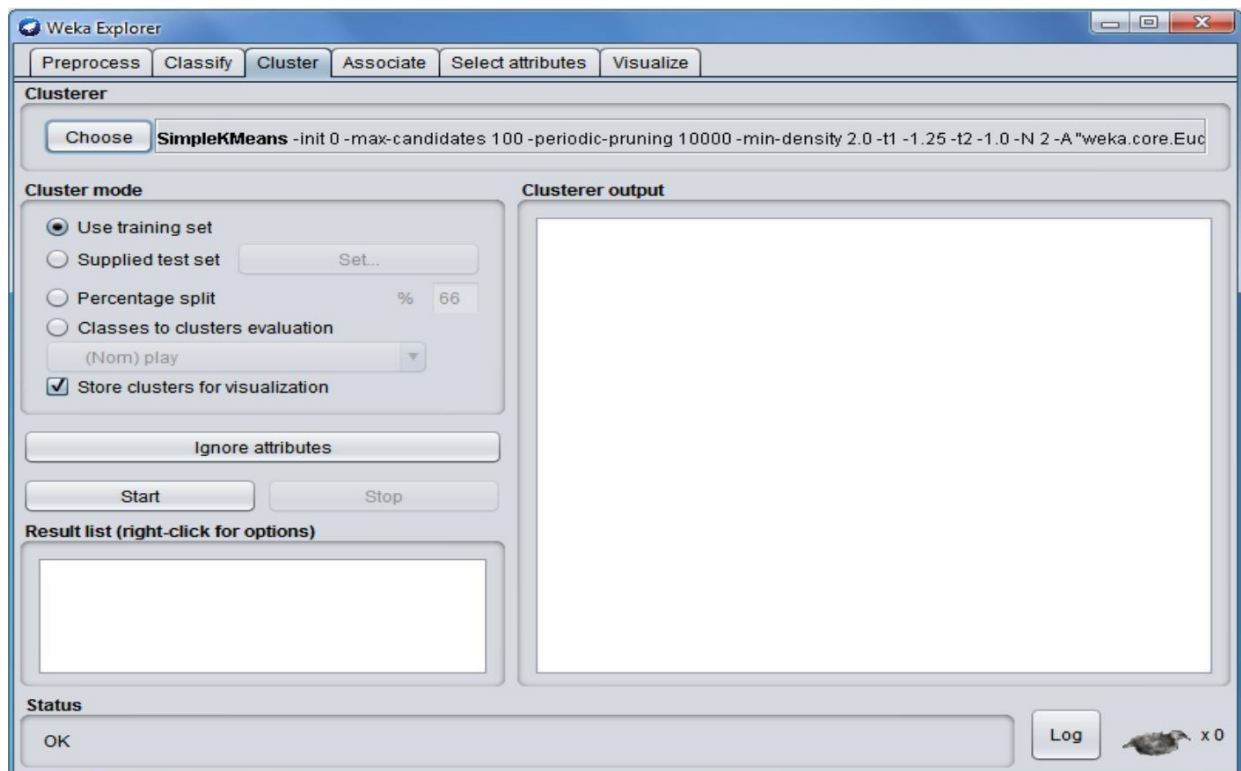 Weka Explorer
Preprocess Classify Cluster Associate Select attributes Visualize
Clusterer
Choose SimpleKMeans -init 0 -max-candidates 100 -periodic-pruning 10000 -min-density 2.0 -t1 -1.25 -t2 -1.0 -N 2 -A "weka.core.Euc
Cluster mode
Use training set
Supplied test set Set...
Percentage split % 66
Classes to clusters evaluation
(Nom) play
Store clusters for visualization
Ignore attributes
Start Stop
Result list (right-click for options)
Clusterer output
Status
OK
Log x 0